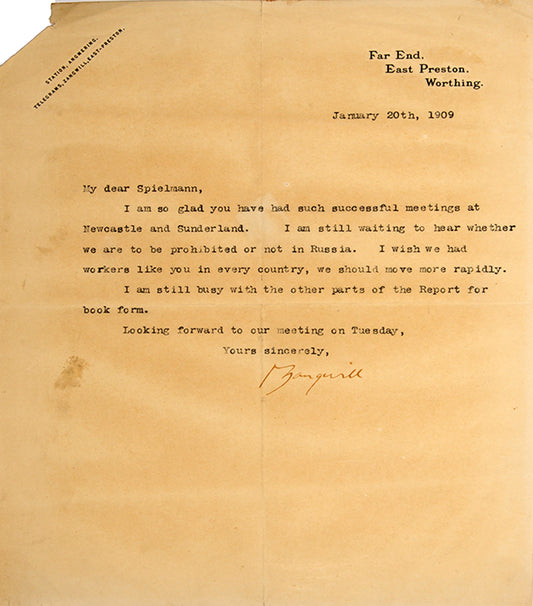 STATION, ANGMERING.
TELEGRAMS, ZANGWILL, EAST-PRESTON.
Far End,
East Preston.
Worthing.
January 20th, 1909
My dear Spielmann,
I am so glad you have had such successful meetings at
Newcastle and Sunderland. I am still waiting to hear whether
we are to be prohibited or not in Russia. I wish we had
workers like you in every country, we should move more rapidly.
I am still busy with the other parts of the Report for
book form.
Looking forward to our meeting on Tuesday,
Yours sincerely,
I Zangwill